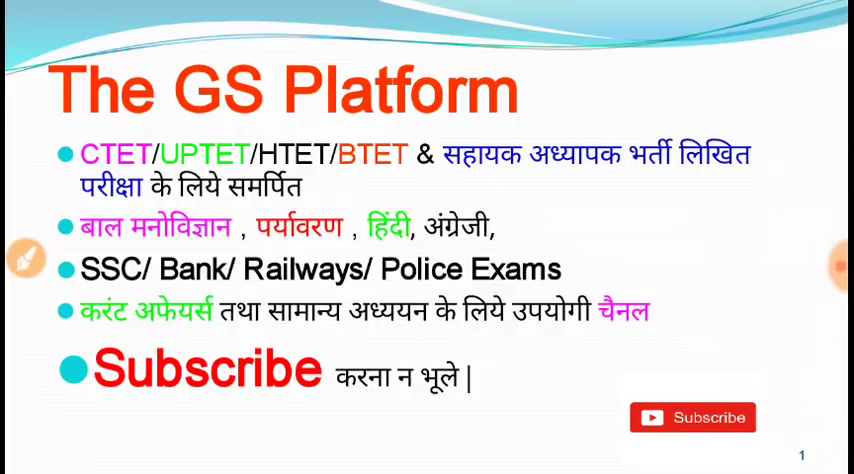 The GS Platform
CTET/UPTET/HTET/BTET & सहायक अध्यापक भर्ती लिखित
परीक्षा के लिये समर्पित
बाल मनोविज्ञान , पर्यावरण , हिंदी, अंग्रेजी,
SSC/ Bank/ Railways/ Police Exams
करंट अफेयर्स तथा सामान्य अध्ययन के लिये उपयोगी चैनल
Subscribe करना न भूले |
Subscribe
1